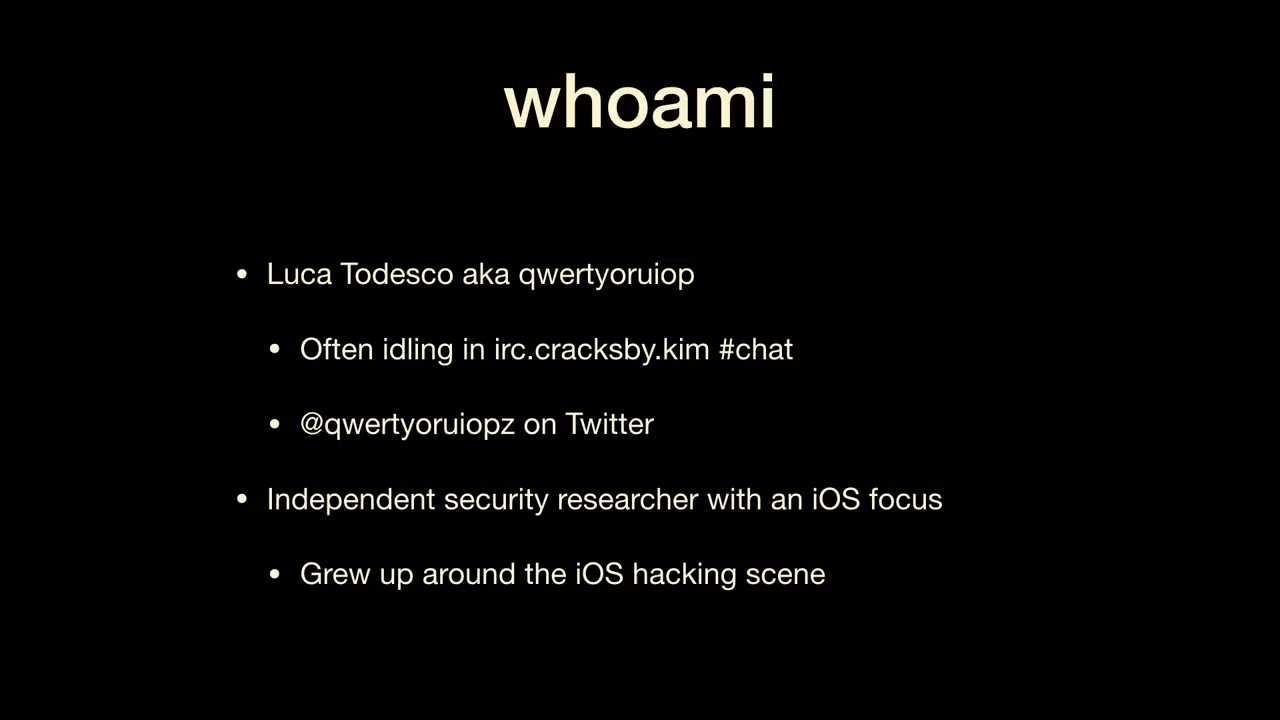 whoami
• Luca Todesco aka qwertyoruiop
• Often idling in irc.cracksby.kim #chat
• @qwertyoruiopz on Twitter
• Independent security researcher with an iOS focus
• Grew up around the iOS hacking scene